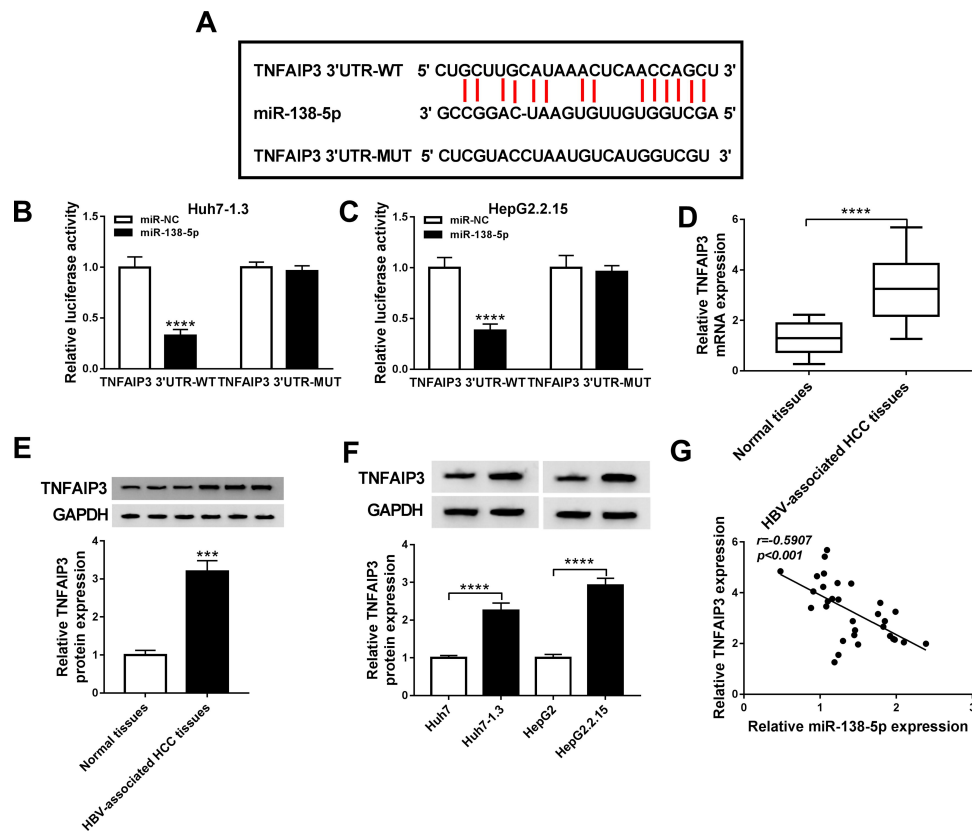 A
TNFAIP3 3'UTR-WT 5' CUGCUUGCAUAAACUCAACCAGCU 3'
miR-138-5p 3' GCCGGAC-UAAGUGUUGUGGUCGA 5'
TNFAIP3 3'UTR-MUT 5' CUCGUACCUAAUGUCAUGGUCGU 3'
B
Huh7-1.3
miR-NC
miR-138-5p
Relative luciferase activity
1.5
1.0
0.5
0.0
****
TNFAIP3 3'UTR-WT TNFAIP3 3'UTR-MUT
C
HepG2.2.15
miR-NC
miR-138-5p
Relative luciferase activity
1.5
1.0
0.5
0.0
****
TNFAIP3 3'UTR-WT TNFAIP3 3'UTR-MUT
D
Relative TNFAIP3
mRNA expression
6
4
2
0
****
Normal tissues
HBV-associated HCC tissues
E
TNFAIP3
GAPDH
Relative TNFAIP3
protein expression
4
3
2
1
0
***
Normal tissues
HBV-associated HCC tissues
F
TNFAIP3
GAPDH
Relative TNFAIP3
protein expression
4
3
2
1
0
****
****
Huh7
Huh7-1.3
HepG2
HepG2.2.15
G
r=-0.5907
p<0.001
Relative TNFAIP3 expression
6
4
2
0
0
1
2
3
Relative miR-138-5p expression